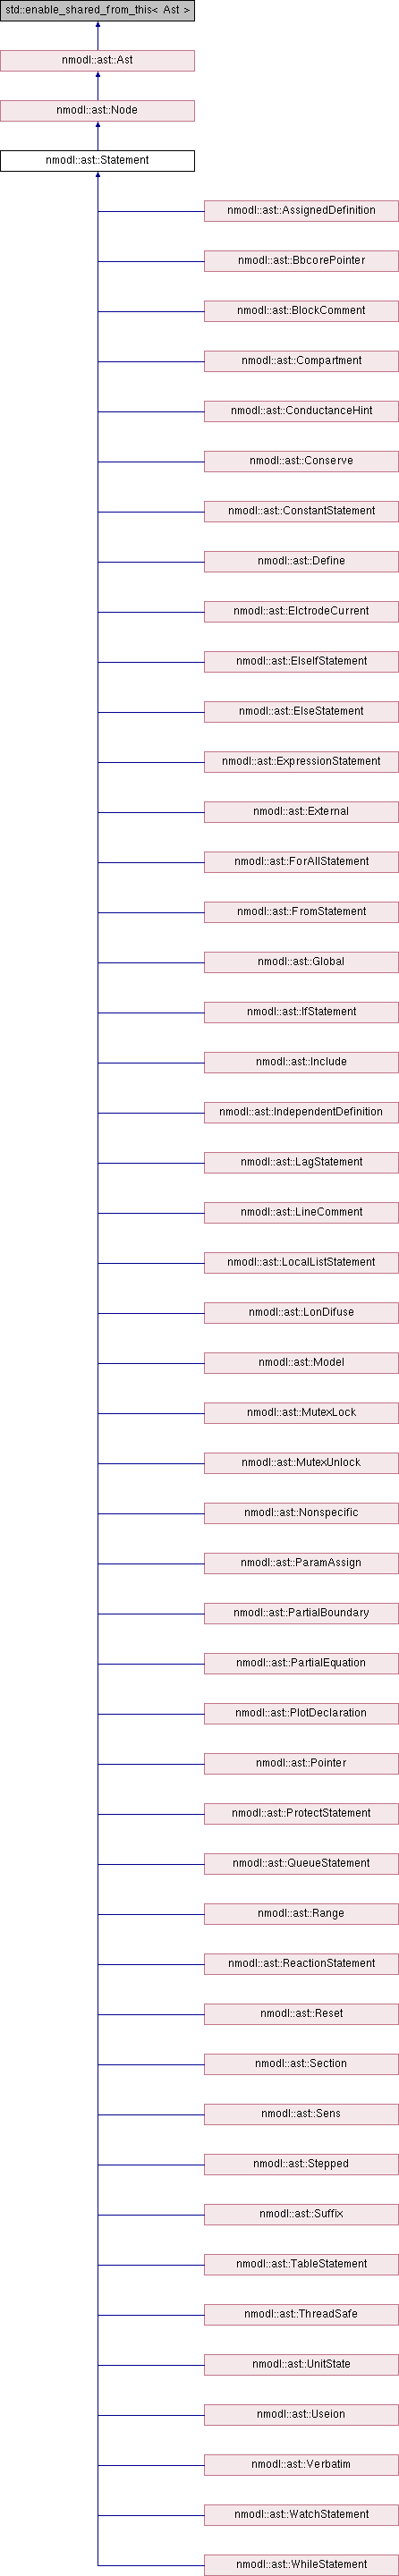 std::enable_shared_from_this< Ast >
nmodl::ast::Ast
nmodl::ast::Node
nmodl::ast::Statement
nmodl::ast::AssignedDefinition
nmodl::ast::BbcorePointer
nmodl::ast::BlockComment
nmodl::ast::Compartment
nmodl::ast::ConductanceHint
nmodl::ast::Conserve
nmodl::ast::ConstantStatement
nmodl::ast::Define
nmodl::ast::ElctrodeCurrent
nmodl::ast::ElseIfStatement
nmodl::ast::ElseStatement
nmodl::ast::ExpressionStatement
nmodl::ast::External
nmodl::ast::ForAllStatement
nmodl::ast::FromStatement
nmodl::ast::Global
nmodl::ast::IfStatement
nmodl::ast::Include
nmodl::ast::IndependentDefinition
nmodl::ast::LagStatement
nmodl::ast::LineComment
nmodl::ast::LocalListStatement
nmodl::ast::LonDifuse
nmodl::ast::Model
nmodl::ast::MutexLock
nmodl::ast::MutexUnlock
nmodl::ast::Nonspecific
nmodl::ast::ParamAssign
nmodl::ast::PartialBoundary
nmodl::ast::PartialEquation
nmodl::ast::PlotDeclaration
nmodl::ast::Pointer
nmodl::ast::ProtectStatement
nmodl::ast::QueueStatement
nmodl::ast::Range
nmodl::ast::ReactionStatement
nmodl::ast::Reset
nmodl::ast::Section
nmodl::ast::Sens
nmodl::ast::Stepped
nmodl::ast::Suffix
nmodl::ast::TableStatement
nmodl::ast::ThreadSafe
nmodl::ast::UnitState
nmodl::ast::Useion
nmodl::ast::Verbatim
nmodl::ast::WatchStatement
nmodl::ast::WhileStatement